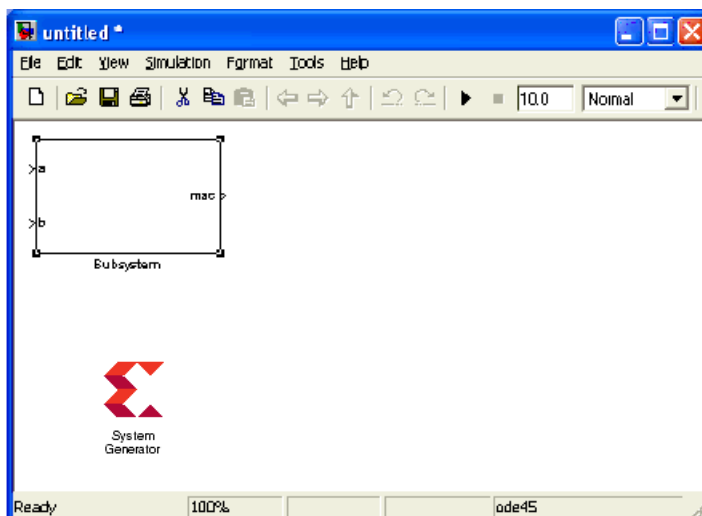 untitled *
File Edit View Simulation Format Tools Help
10.0 Normal
a
mac
b
Subsystem
System
Generator
Ready 100% ode45